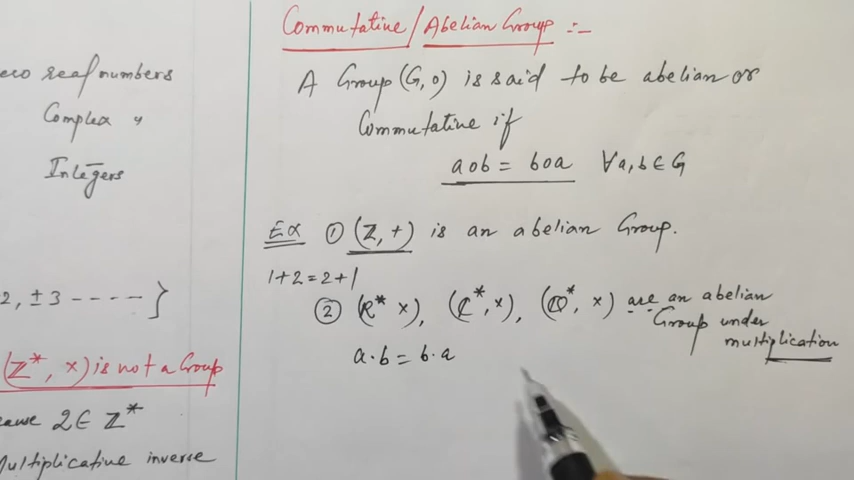 real numbers
Complex "
Integers
2, ±3 ---- }
(Z*, x) is not a Group
2 ∈ Z*
Multiplicative inverse
Commutative/Abelian Group :-
A Group (G, o) is said to be abelian or
Commutative if
aob = boa ∀ a, b ∈ G
Ex ① (Z, +) is an abelian Group.
1+2 = 2+1
② (R* x), (C*, x), (Q*, x) are an abelian
Group under
multiplication
a·b = b·a